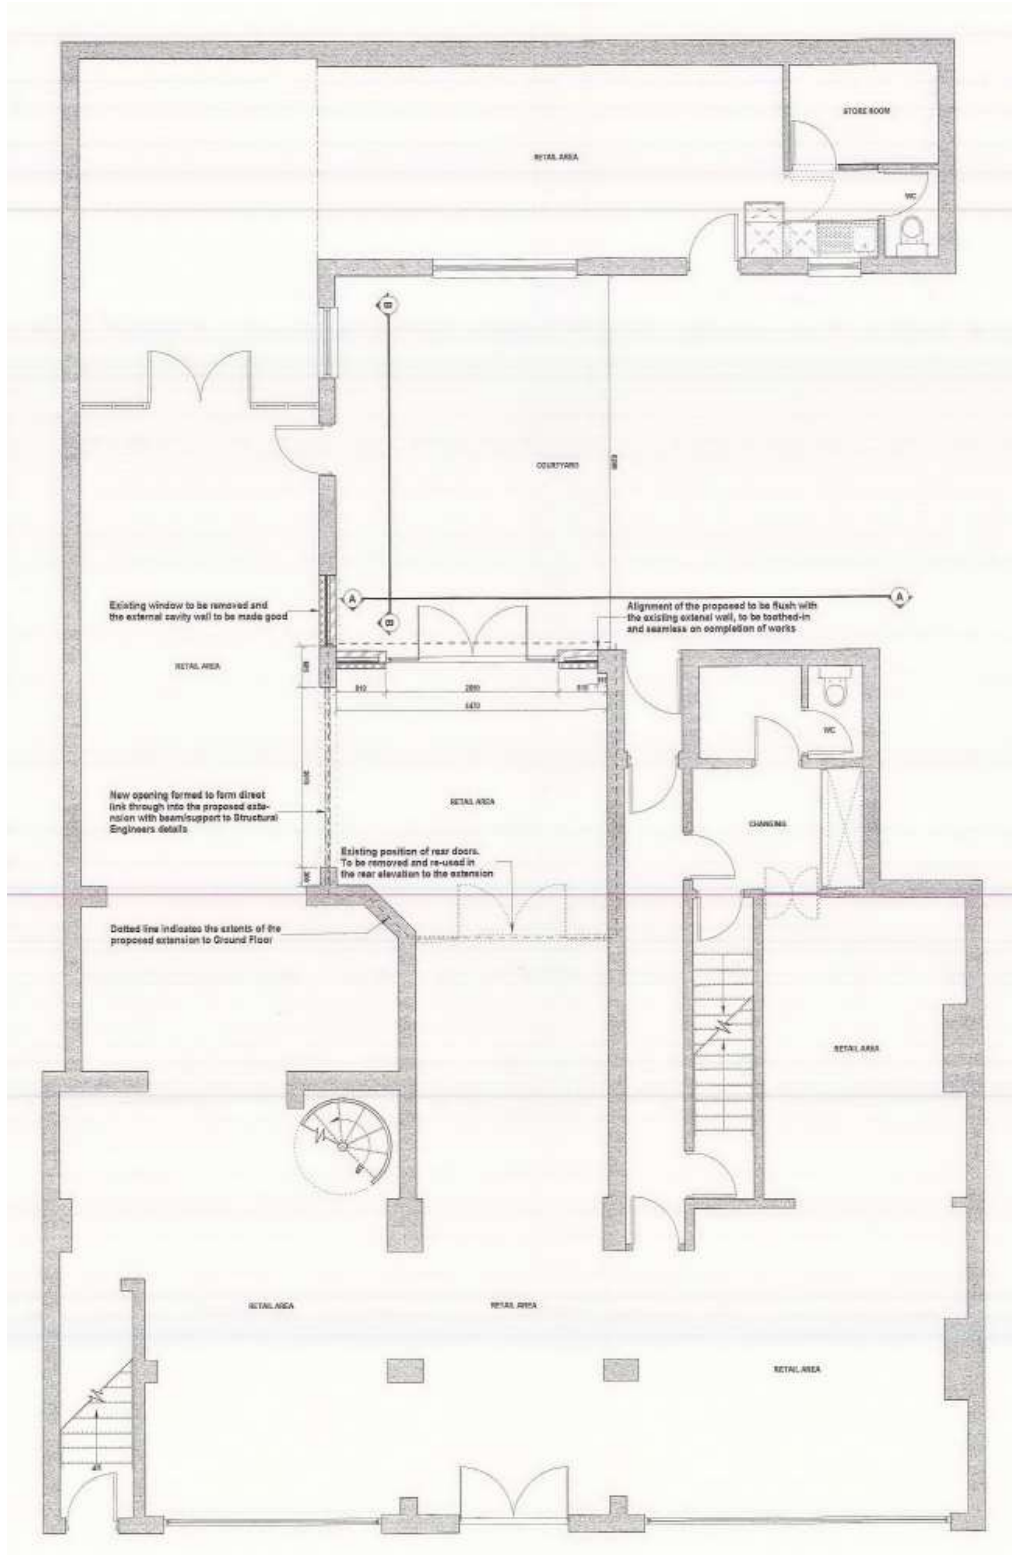 STORE ROOM
RETAIL AREA
WC
B
COURTYARD
A
A
B
Existing window to be removed and
the external cavity wall to be made good
Alignment of the proposed to be flush with
the existing extenal wall, to be toothed-in
and seamless on completion of works
RETAIL AREA
910
2650
910
4470
WC
New opening formed to form direct
link through into the proposed exte-
nsion with beam/support to Structural
Engineers details
RETAIL AREA
CHANGING
Existing position of rear doors.
To be removed and re-used in
the rear elevation to the extension
Dotted line indicates the extents of the
proposed extension to Ground Floor
RETAIL AREA
RETAIL AREA
RETAIL AREA
RETAIL AREA